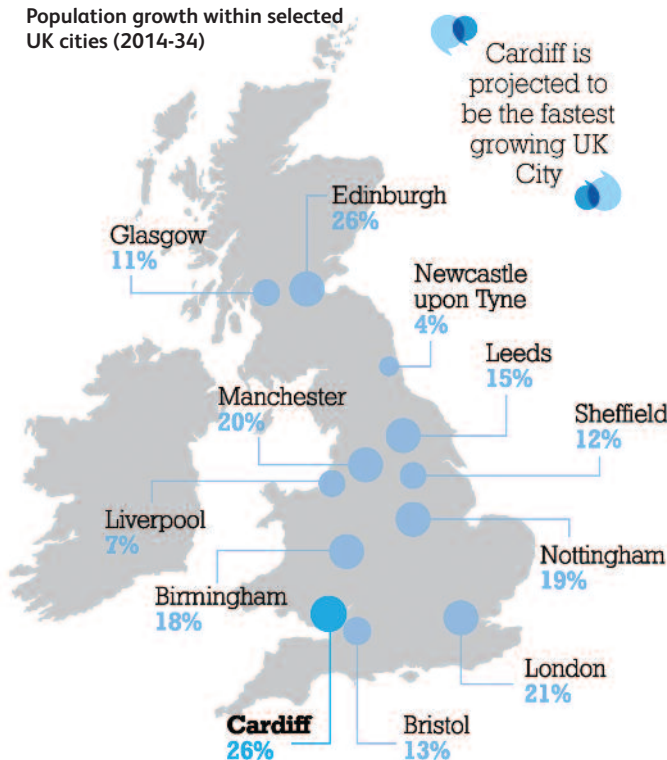 Population growth within selected
UK cities (2014-34)
Cardiff is
projected to
be the fastest
growing UK
City
Edinburgh
26%
Glasgow
11%
Newcastle
upon Tyne
4%
Leeds
15%
Manchester
20%
Sheffield
12%
Liverpool
7%
Nottingham
19%
Birmingham
18%
London
21%
Cardiff
26%
Bristol
13%